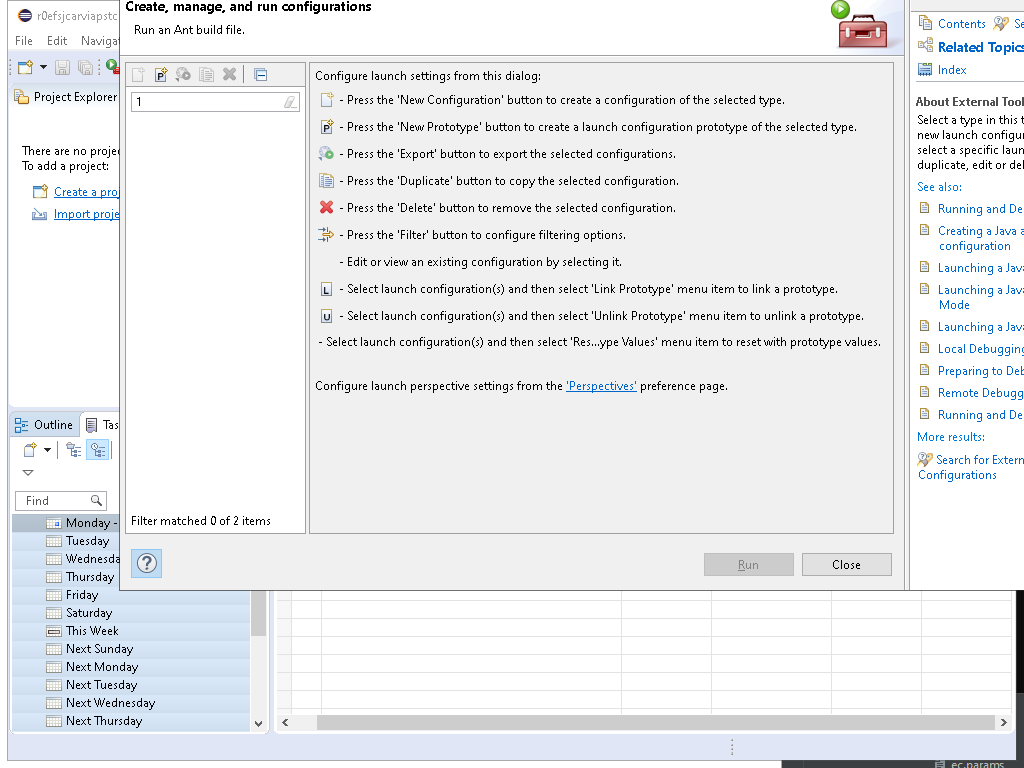 r0efsjcarviapstc
File Edit Naviga
Project Explorer
There are no proje
To add a project:
Create a proj
Import proje
Outline Tas
Find
Monday -
Tuesday
Wednesda
Thursday
Friday
Saturday
This Week
Next Sunday
Next Monday
Next Tuesday
Next Wednesday
Next Thursday
Create, manage, and run configurations
Run an Ant build file.
1
Filter matched 0 of 2 items
Configure launch settings from this dialog:
- Press the 'New Configuration' button to create a configuration of the selected type.
- Press the 'New Prototype' button to create a launch configuration prototype of the selected type.
- Press the 'Export' button to export the selected configurations.
- Press the 'Duplicate' button to copy the selected configuration.
- Press the 'Delete' button to remove the selected configuration.
- Press the 'Filter' button to configure filtering options.
- Edit or view an existing configuration by selecting it.
L - Select launch configuration(s) and then select 'Link Prototype' menu item to link a prototype.
U - Select launch configuration(s) and then select 'Unlink Prototype' menu item to unlink a prototype.
- Select launch configuration(s) and then select 'Res...ype Values' menu item to reset with prototype values.
Configure launch perspective settings from the 'Perspectives' preference page.
?
Run Close
Contents Se
Related Topics
Index
About External Tool
Select a type in this t
new launch configur
select a specific laun
duplicate, edit or del
See also:
Running and De
Creating a Java a
configuration
Launching a Java
Launching a Java
Mode
Launching a Java
Local Debugging
Preparing to Deb
Remote Debugg
Running and De
More results:
Search for Extern
Configurations
ec.params